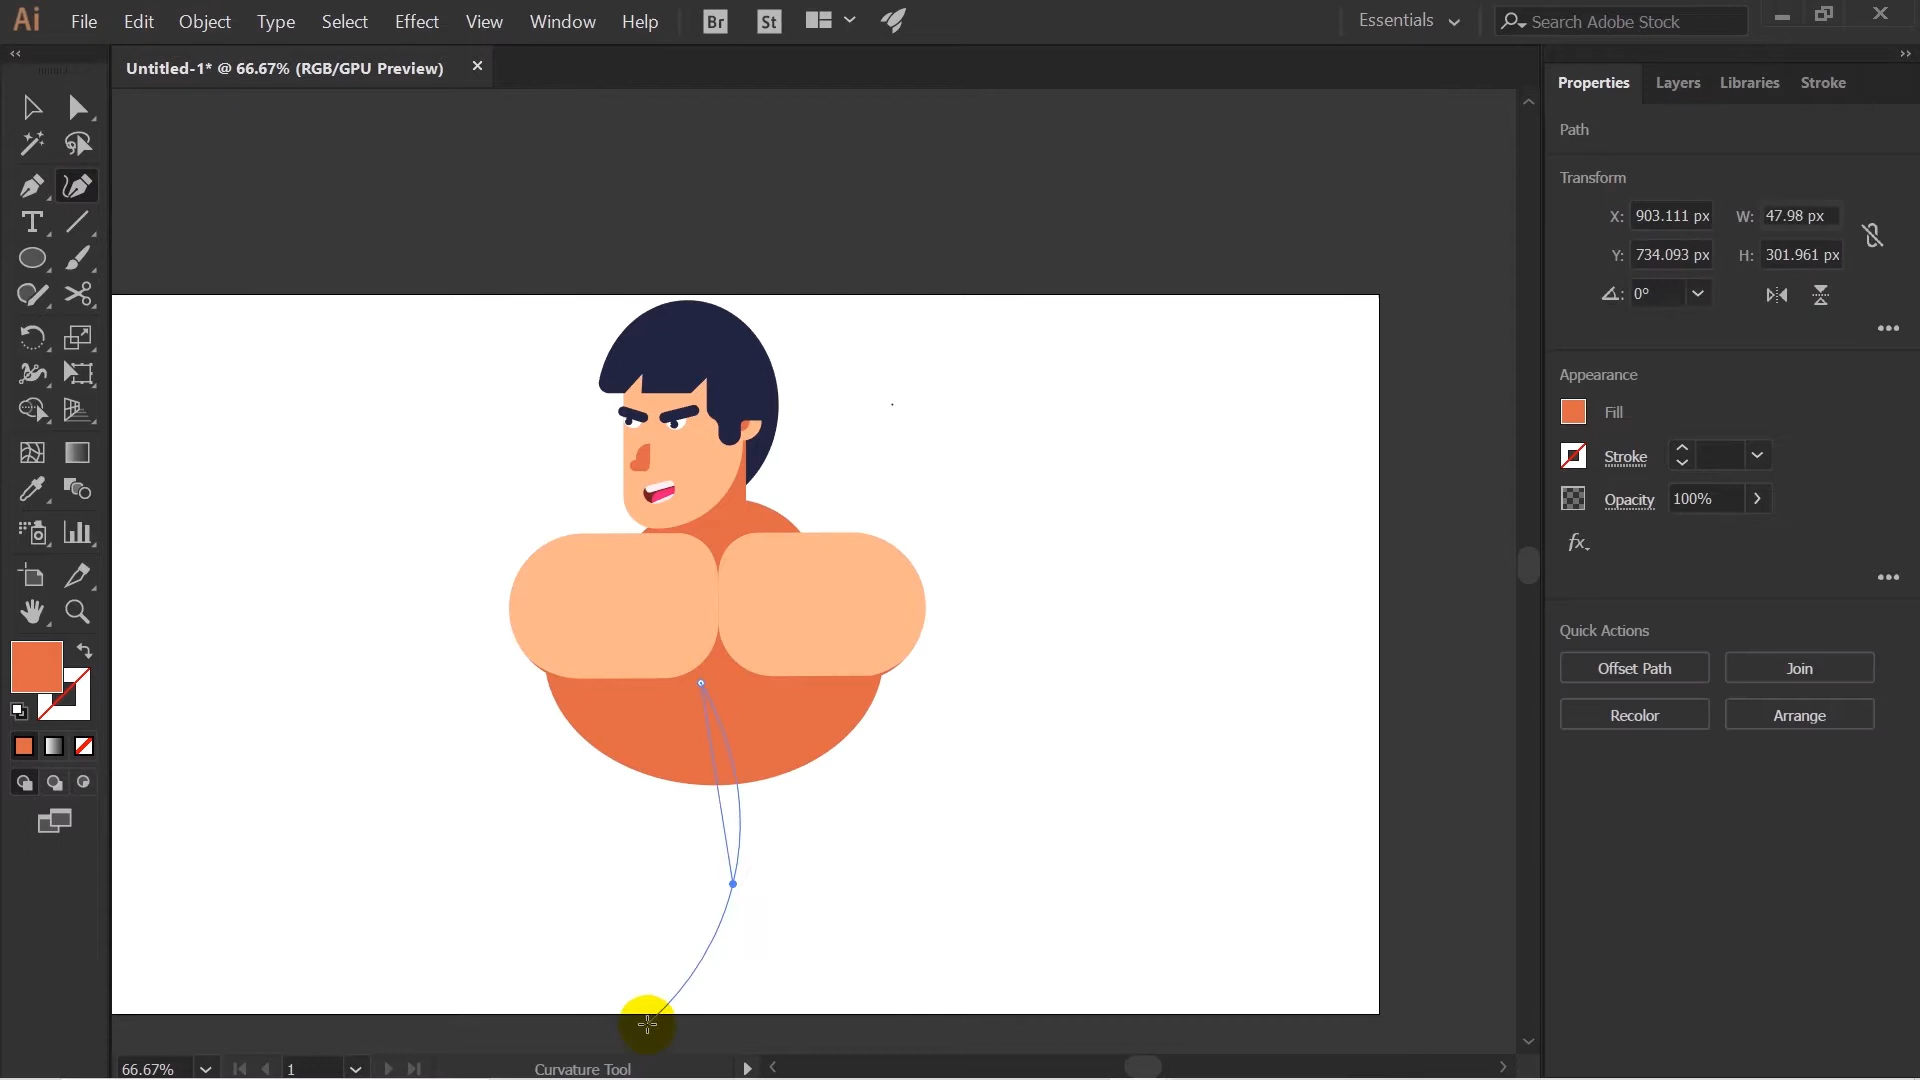 Ai File Edit Object Type Select Effect View Window Help Br St Essentials Search Adobe Stock
Untitled-1* @ 66.67% (RGB/GPU Preview)
Properties Layers Libraries Stroke
Path
Transform
X: 903.111 px W: 47.98 px
Y: 734.093 px H: 301.961 px
0°
Appearance
Fill
Stroke
Opacity 100%
fx
Quick Actions
Offset Path Join
Recolor Arrange
66.67% 1 Curvature Tool